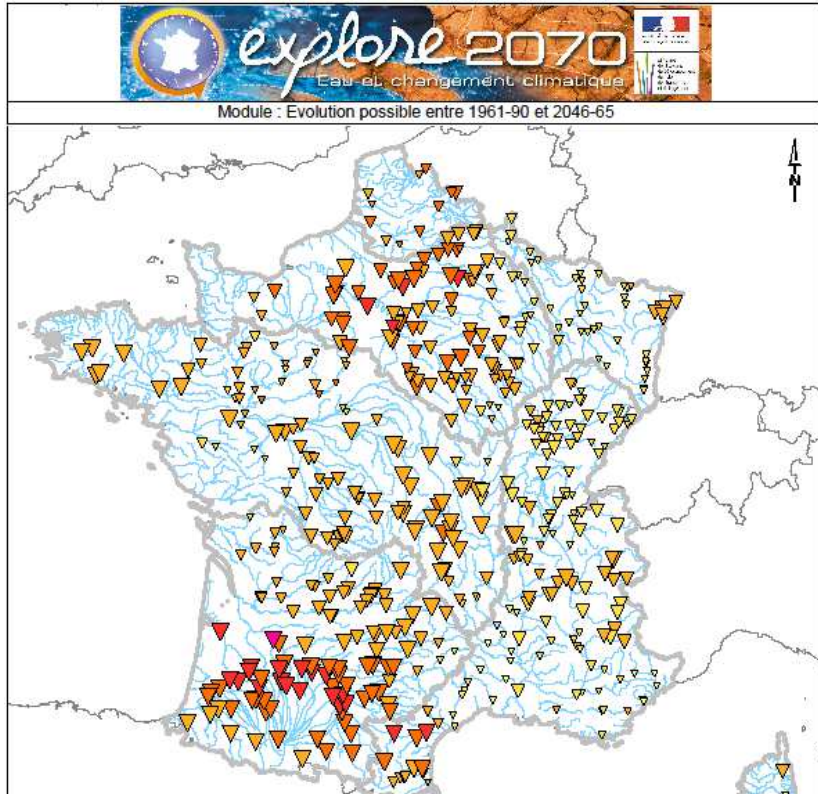 explore 2070
Eau et changement climatique
Module : Evolution possible entre 1961-90 et 2046-65
N